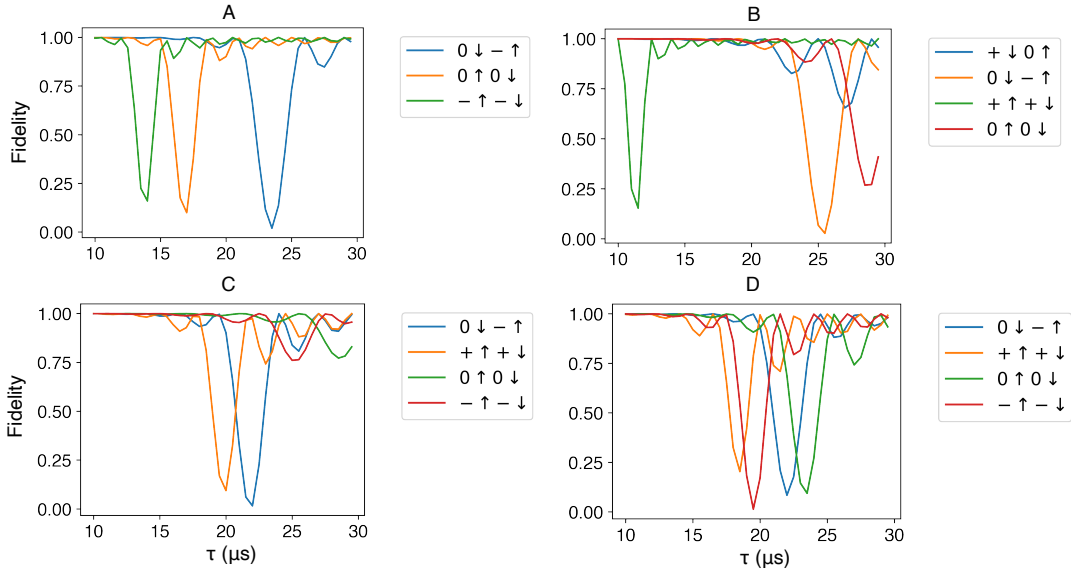 A
1.00
0.75
0.50
0.25
0.00
Fidelity
10 15 20 25 30
0 ↓ − ↑
0 ↑ 0 ↓
− ↑ − ↓
B
1.00
0.75
0.50
0.25
0.00
10 15 20 25 30
+ ↓ 0 ↑
0 ↓ − ↑
+ ↑ + ↓
0 ↑ 0 ↓
C
1.00
0.75
0.50
0.25
0.00
Fidelity
10 15 20 25 30
τ (μs)
0 ↓ − ↑
+ ↑ + ↓
0 ↑ 0 ↓
− ↑ − ↓
D
1.00
0.75
0.50
0.25
0.00
10 15 20 25 30
τ (μs)
0 ↓ − ↑
+ ↑ + ↓
0 ↑ 0 ↓
− ↑ − ↓